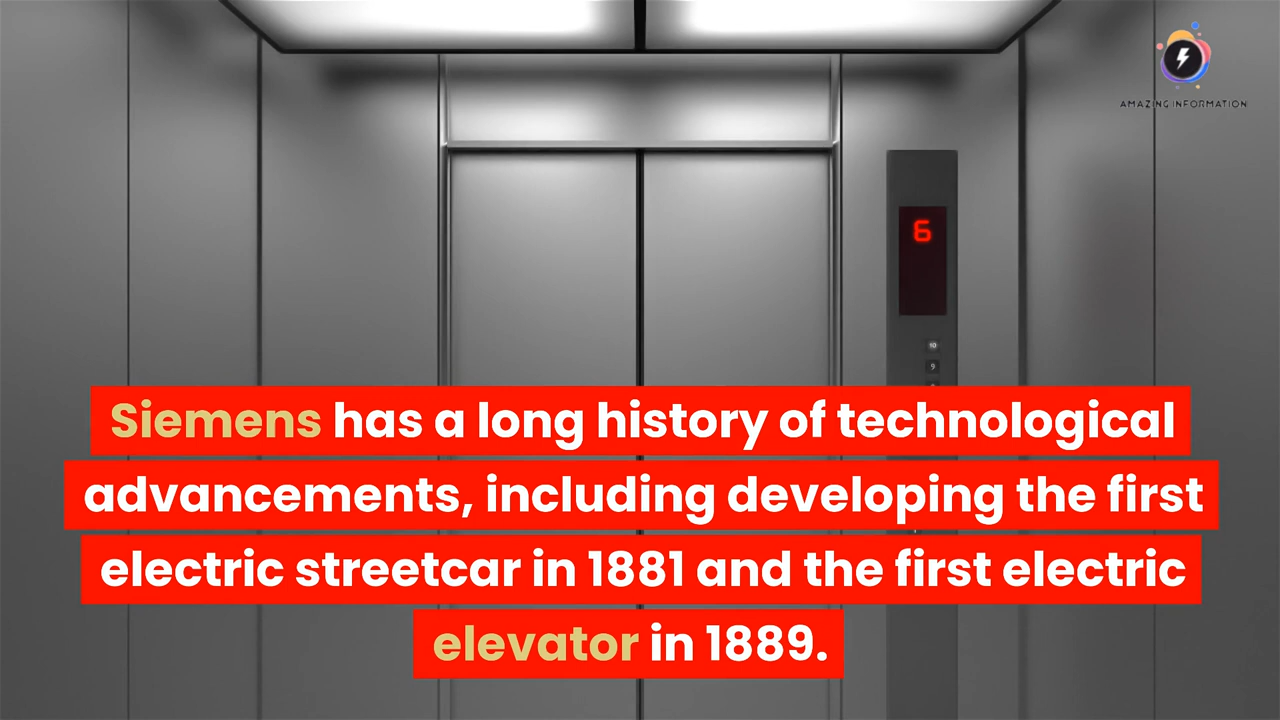 AMAZING INFORMATION
6
10
9
Siemens has a long history of technological
advancements, including developing the first
electric streetcar in 1881 and the first electric
elevator in 1889.